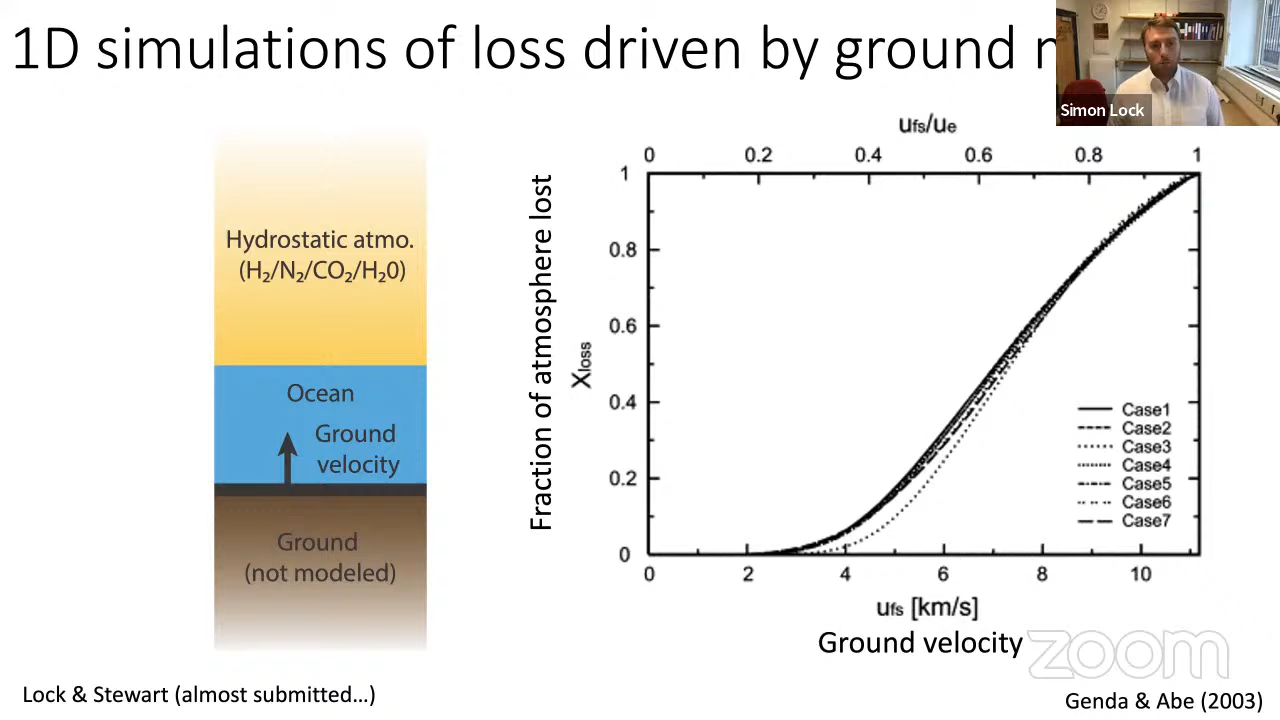 1D simulations of loss driven by ground
Simon Lock
Hydrostatic atmo.
(H₂/N₂/CO₂/H₂0)
Ocean
Ground
velocity
Ground
(not modeled)
Fraction of atmosphere lost
Xloss
ufs/ue
0 0.2 0.4 0.6 0.8 1
1
0.8
0.6
0.4
0.2
0
Case1
Case2
Case3
Case4
Case5
Case6
Case7
0 2 4 6 8 10
ufs [km/s]
Ground velocity
zoom
Lock & Stewart (almost submitted...)
Genda & Abe (2003)